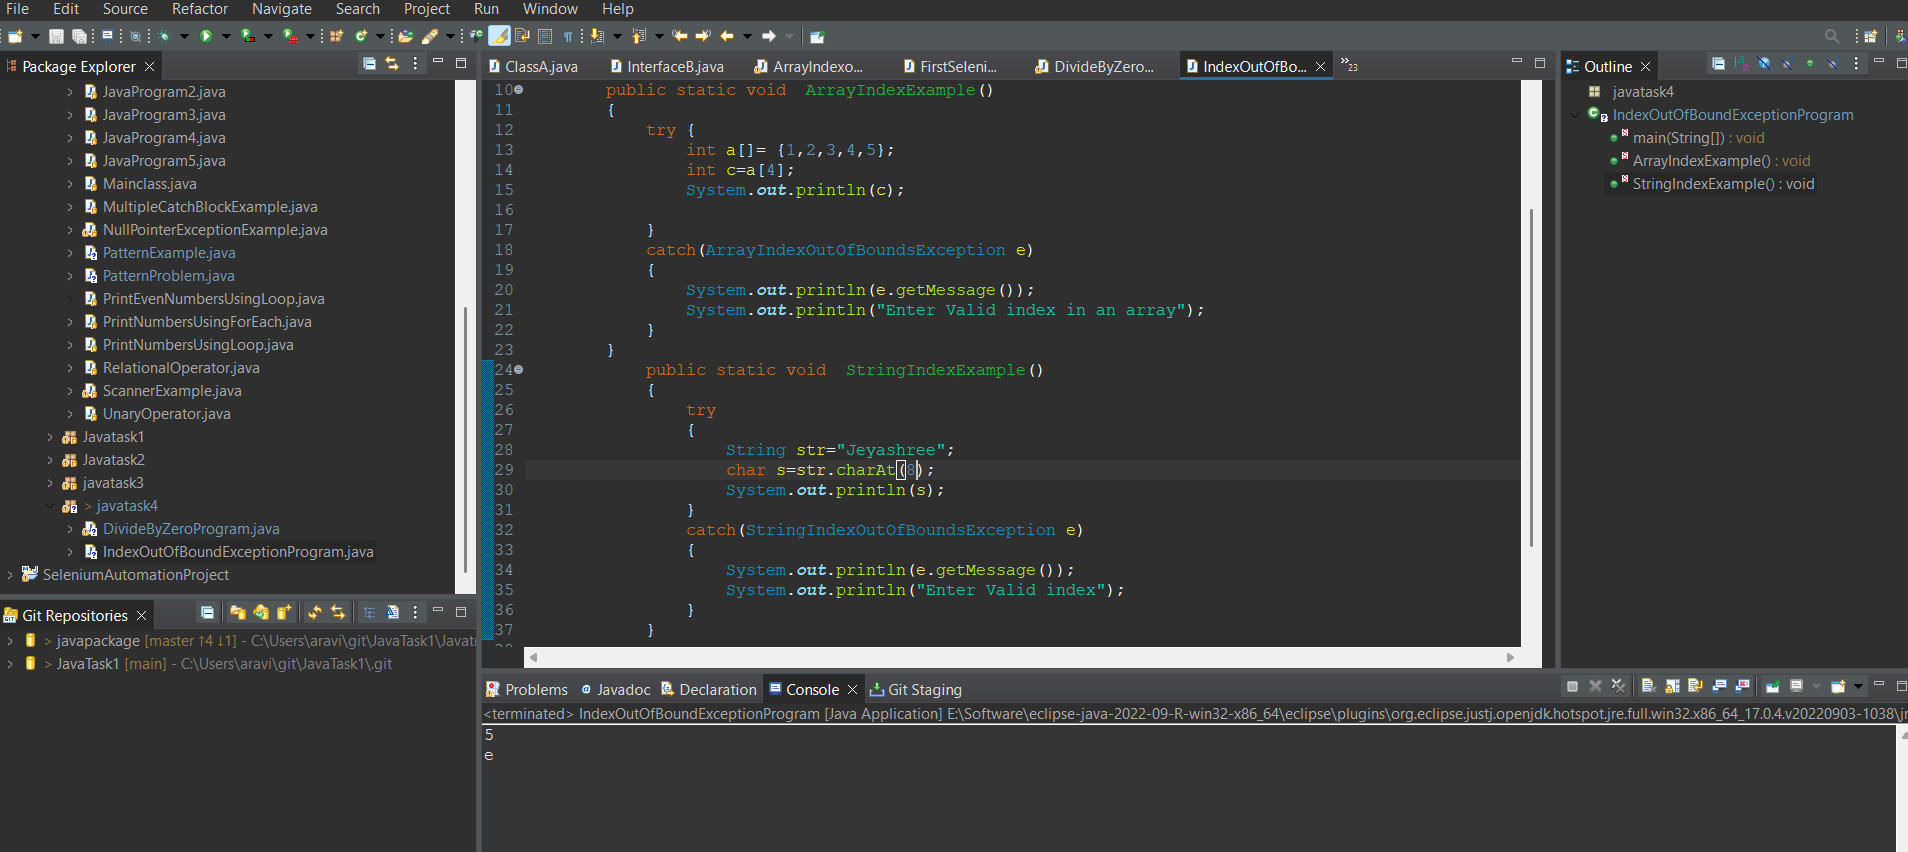 File Edit Source Refactor Navigate Search Project Run Window Help
Package Explorer
JavaProgram2.java
JavaProgram3.java
JavaProgram4.java
JavaProgram5.java
Mainclass.java
MultipleCatchBlockExample.java
NullPointerExceptionExample.java
PatternExample.java
PatternProblem.java
PrintEvenNumbersUsingLoop.java
PrintNumbersUsingForEach.java
PrintNumbersUsingLoop.java
RelationalOperator.java
ScannerExample.java
UnaryOperator.java
Javatask1
Javatask2
javatask3
> javatask4
DivideByZeroProgram.java
IndexOutOfBoundExceptionProgram.java
SeleniumAutomationProject
Git Repositories
> javapackage [master ↑4 ↓1] - C:\Users\aravi\git\JavaTask1\Javat
> JavaTask1 [main] - C:\Users\aravi\git\JavaTask1\.git
ClassA.java InterfaceB.java ArrayIndexo... FirstSeleni... DivideByZero... IndexOutOfBo... »23
10 public static void ArrayIndexExample()
11 {
12 try {
13 int a[]= {1,2,3,4,5};
14 int c=a[4];
15 System.out.println(c);
16
17 }
18 catch(ArrayIndexOutOfBoundsException e)
19 {
20 System.out.println(e.getMessage());
21 System.out.println("Enter Valid index in an array");
22 }
23 }
24 public static void StringIndexExample()
25 {
26 try
27 {
28 String str="Jeyashree";
29 char s=str.charAt(8);
30 System.out.println(s);
31 }
32 catch(StringIndexOutOfBoundsException e)
33 {
34 System.out.println(e.getMessage());
35 System.out.println("Enter Valid index");
36 }
37 }
Outline
javatask4
IndexOutOfBoundExceptionProgram
main(String[]) : void
ArrayIndexExample() : void
StringIndexExample() : void
Problems Javadoc Declaration Console Git Staging
<terminated> IndexOutOfBoundExceptionProgram [Java Application] E:\Software\eclipse-java-2022-09-R-win32-x86_64\eclipse\plugins\org.eclipse.justj.openjdk.hotspot.jre.full.win32.x86_64_17.0.4.v20220903-1038\jr
5
e